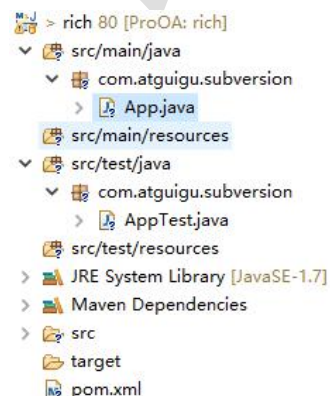 > rich 80 [ProOA: rich]
src/main/java
com.atguigu.subversion
App.java
src/main/resources
src/test/java
com.atguigu.subversion
AppTest.java
src/test/resources
JRE System Library [JavaSE-1.7]
Maven Dependencies
src
target
pom.xml